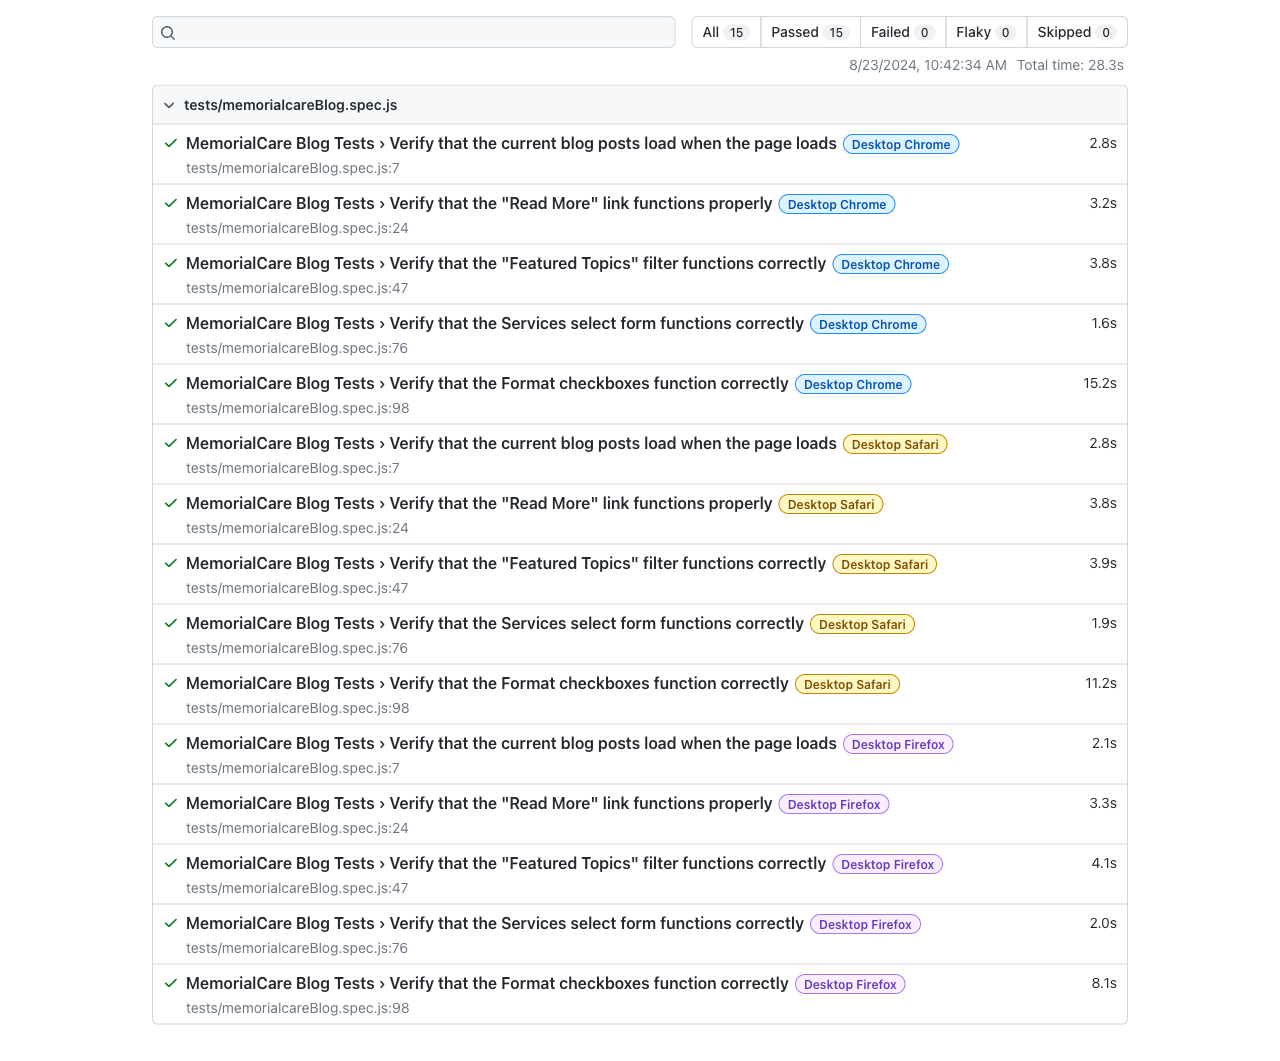 All 15 Passed 15 Failed 0 Flaky 0 Skipped 0
8/23/2024, 10:42:34 AM Total time: 28.3s
tests/memorialcareBlog.spec.js
MemorialCare Blog Tests › Verify that the current blog posts load when the page loads Desktop Chrome 2.8s
tests/memorialcareBlog.spec.js:7
MemorialCare Blog Tests › Verify that the "Read More" link functions properly Desktop Chrome 3.2s
tests/memorialcareBlog.spec.js:24
MemorialCare Blog Tests › Verify that the "Featured Topics" filter functions correctly Desktop Chrome 3.8s
tests/memorialcareBlog.spec.js:47
MemorialCare Blog Tests › Verify that the Services select form functions correctly Desktop Chrome 1.6s
tests/memorialcareBlog.spec.js:76
MemorialCare Blog Tests › Verify that the Format checkboxes function correctly Desktop Chrome 15.2s
tests/memorialcareBlog.spec.js:98
MemorialCare Blog Tests › Verify that the current blog posts load when the page loads Desktop Safari 2.8s
tests/memorialcareBlog.spec.js:7
MemorialCare Blog Tests › Verify that the "Read More" link functions properly Desktop Safari 3.8s
tests/memorialcareBlog.spec.js:24
MemorialCare Blog Tests › Verify that the "Featured Topics" filter functions correctly Desktop Safari 3.9s
tests/memorialcareBlog.spec.js:47
MemorialCare Blog Tests › Verify that the Services select form functions correctly Desktop Safari 1.9s
tests/memorialcareBlog.spec.js:76
MemorialCare Blog Tests › Verify that the Format checkboxes function correctly Desktop Safari 11.2s
tests/memorialcareBlog.spec.js:98
MemorialCare Blog Tests › Verify that the current blog posts load when the page loads Desktop Firefox 2.1s
tests/memorialcareBlog.spec.js:7
MemorialCare Blog Tests › Verify that the "Read More" link functions properly Desktop Firefox 3.3s
tests/memorialcareBlog.spec.js:24
MemorialCare Blog Tests › Verify that the "Featured Topics" filter functions correctly Desktop Firefox 4.1s
tests/memorialcareBlog.spec.js:47
MemorialCare Blog Tests › Verify that the Services select form functions correctly Desktop Firefox 2.0s
tests/memorialcareBlog.spec.js:76
MemorialCare Blog Tests › Verify that the Format checkboxes function correctly Desktop Firefox 8.1s
tests/memorialcareBlog.spec.js:98